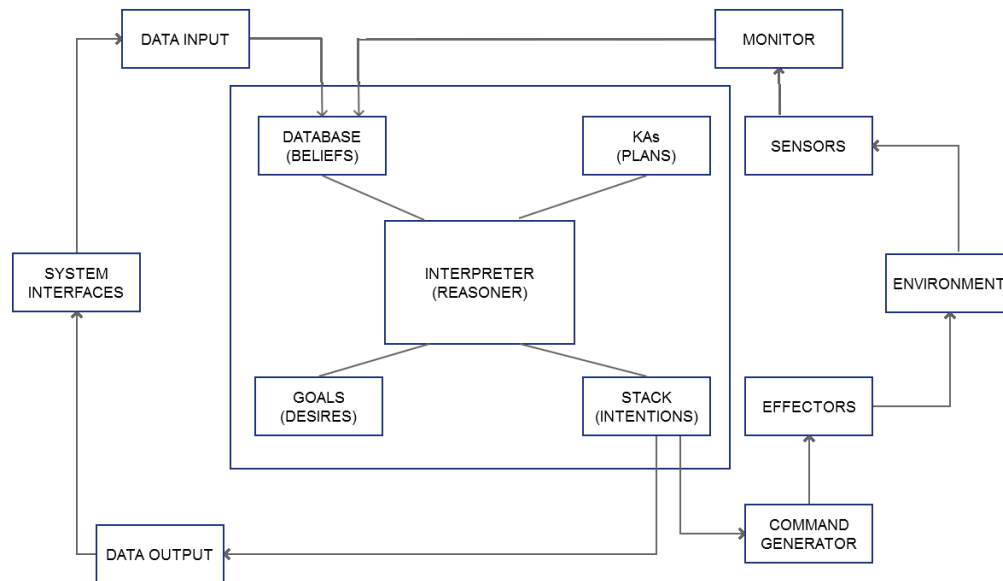 DATA INPUT
MONITOR
DATABASE
(BELIEFS)
KAs
(PLANS)
SENSORS
INTERPRETER
(REASONER)
SYSTEM
INTERFACES
ENVIRONMENT
GOALS
(DESIRES)
STACK
(INTENTIONS)
EFFECTORS
COMMAND
GENERATOR
DATA OUTPUT